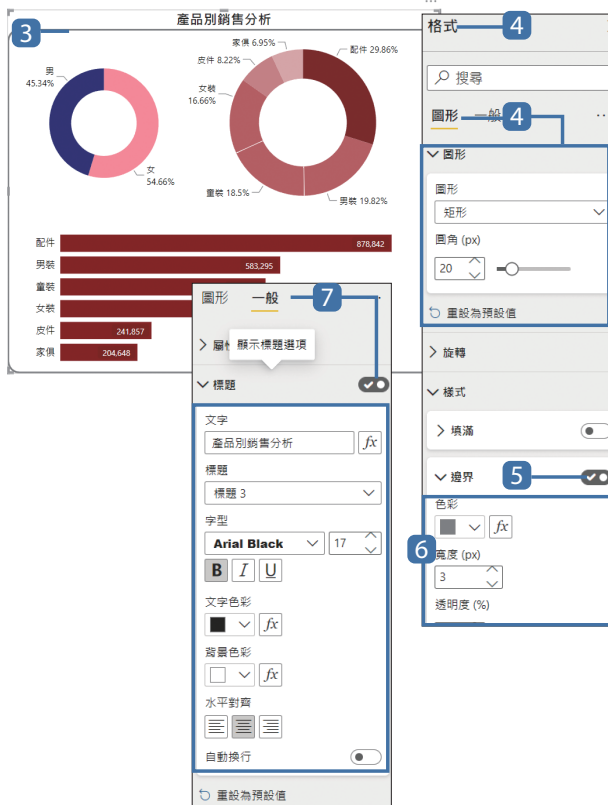 產品別銷售分析
3
男
45.34%
女
54.66%
家俱 6.95%
皮件 8.22%
女裝
16.66%
童裝 18.5%
配件 29.86%
男裝 19.82%
配件 878,842
男裝 583,295
童裝
女裝
皮件 241,857
家俱 204,648
格式 4
搜尋
圖形 一般 4
圖形
圖形
矩形
圓角 (px)
20
重設為預設值
旋轉
樣式
填滿
邊界 5
6
色彩
fx
寬度 (px)
3
透明度 (%)
圖形 一般 7
顯示標題選項
標題
文字
產品別銷售分析 fx
標題
標題 3
字型
Arial Black 17
B I U
文字色彩
fx
背景色彩
fx
水平對齊
自動換行
重設為預設值